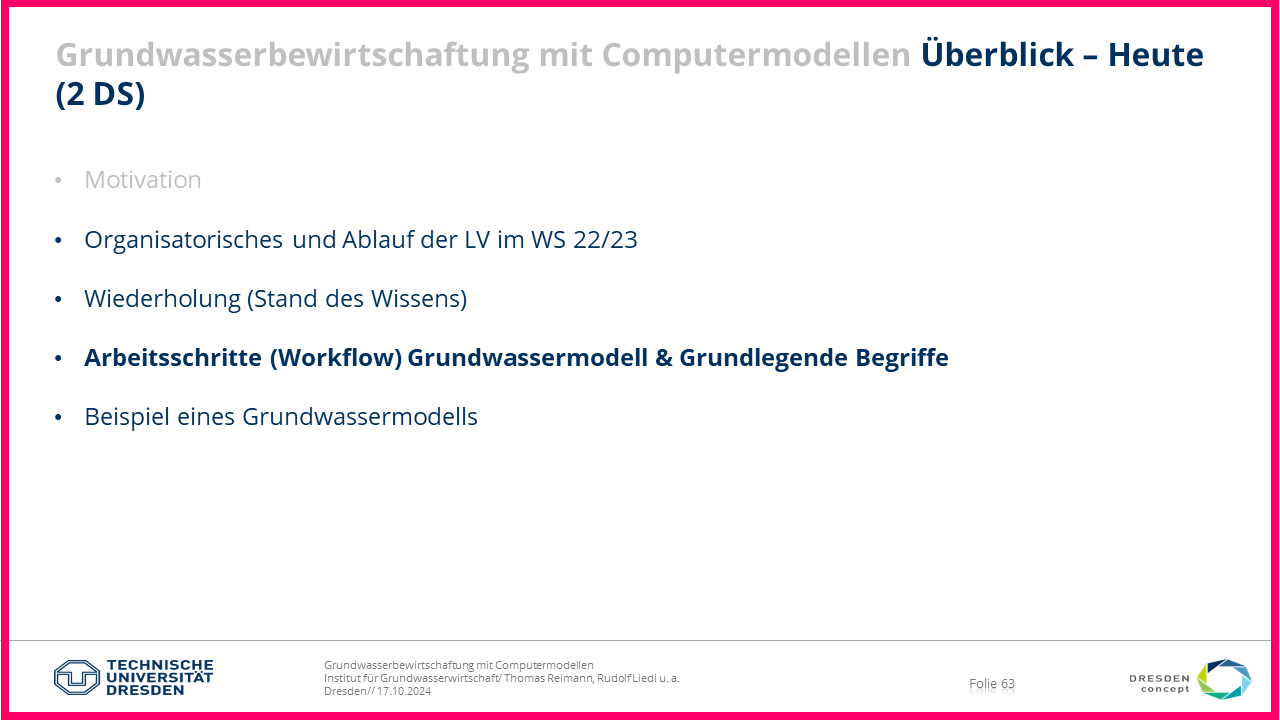 Grundwasserbewirtschaftung mit Computermodellen Überblick – Heute
(2 DS)
• Motivation
• Organisatorisches und Ablauf der LV im WS 22/23
• Wiederholung (Stand des Wissens)
• Arbeitsschritte (Workflow) Grundwassermodell & Grundlegende Begriffe
• Beispiel eines Grundwassermodells
TECHNISCHE
UNIVERSITÄT
DRESDEN
Grundwasserbewirtschaftung mit Computermodellen
Institut für Grundwasserwirtschaft/ Thomas Reimann, Rudolf Liedl u. a.
Dresden// 17.10.2024
Folie 63
DRESDEN
concept